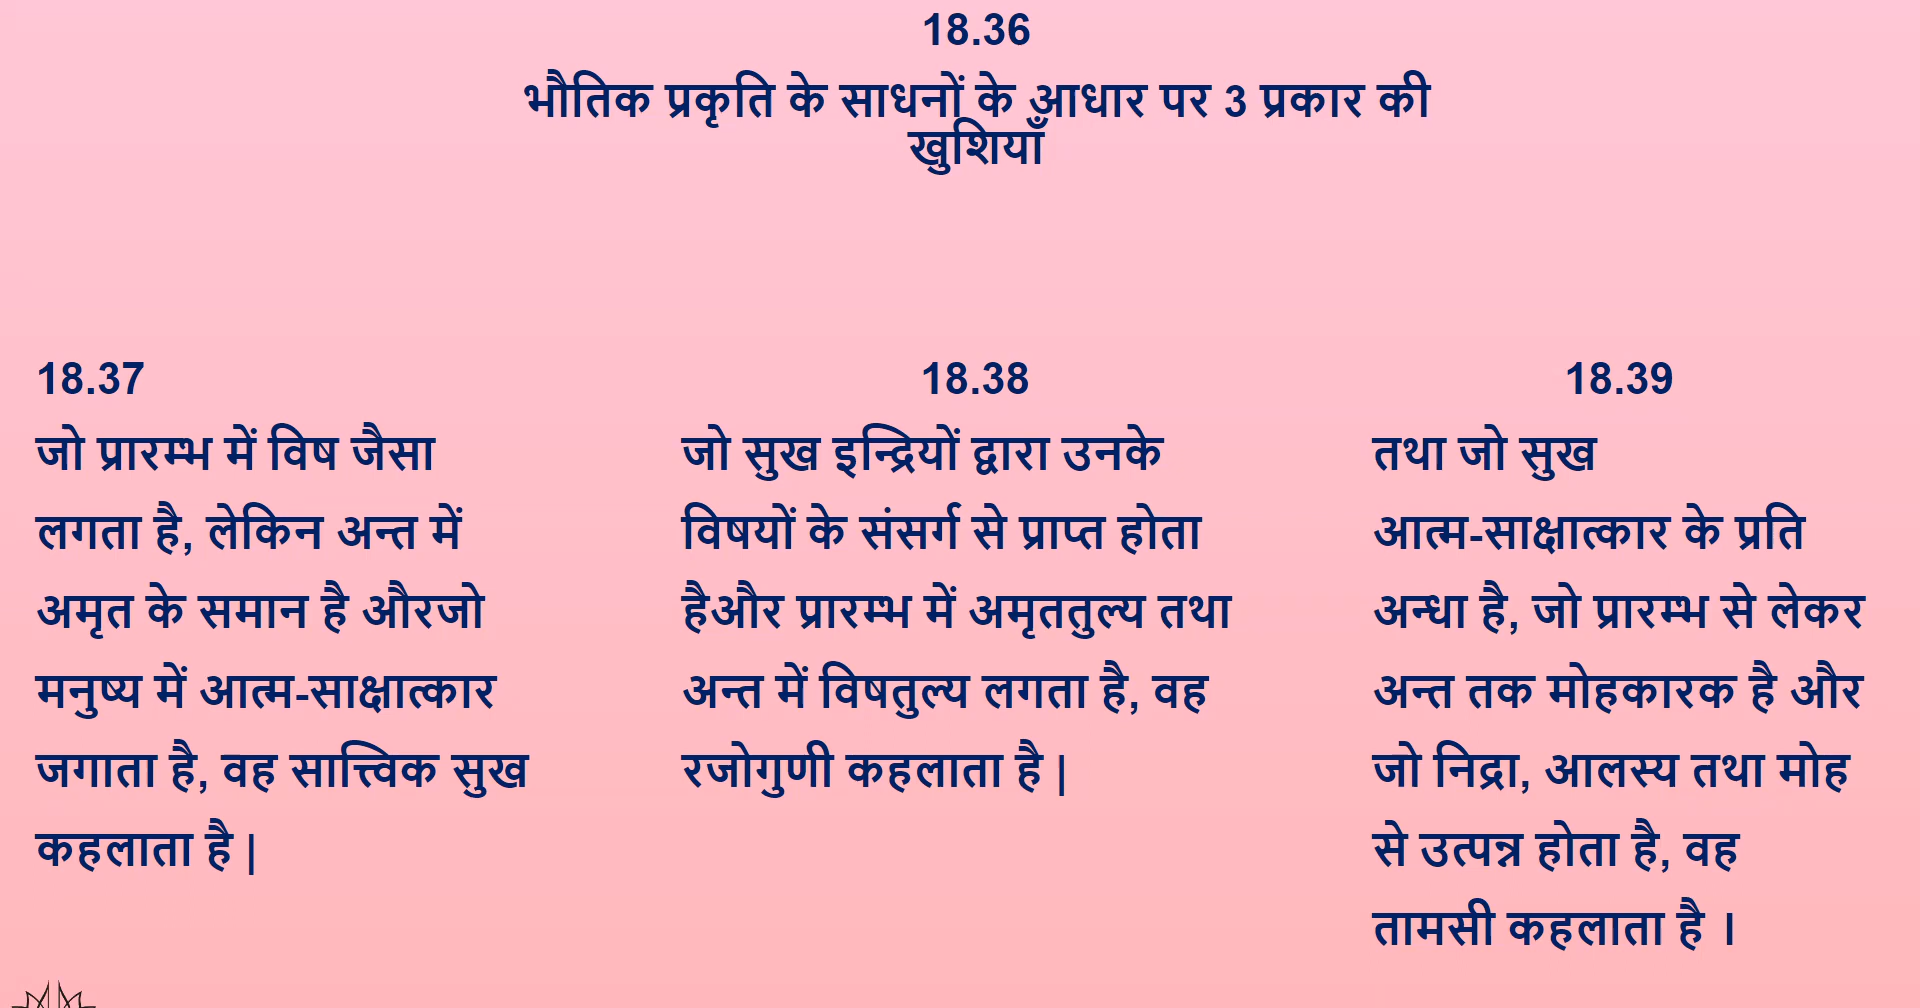 18.36
भौतिक प्रकृति के साधनों के आधार पर 3 प्रकार की
खुशियाँ
18.37
जो प्रारम्भ में विष जैसा
लगता है, लेकिन अन्त में
अमृत के समान है औरजो
मनुष्य में आत्म-साक्षात्कार
जगाता है, वह सात्त्विक सुख
कहलाता है |
18.38
जो सुख इन्द्रियों द्वारा उनके
विषयों के संसर्ग से प्राप्त होता
हैऔर प्रारम्भ में अमृततुल्य तथा
अन्त में विषतुल्य लगता है, वह
रजोगुणी कहलाता है |
18.39
तथा जो सुख
आत्म-साक्षात्कार के प्रति
अन्धा है, जो प्रारम्भ से लेकर
अन्त तक मोहकारक है और
जो निद्रा, आलस्य तथा मोह
से उत्पन्न होता है, वह
तामसी कहलाता है ।